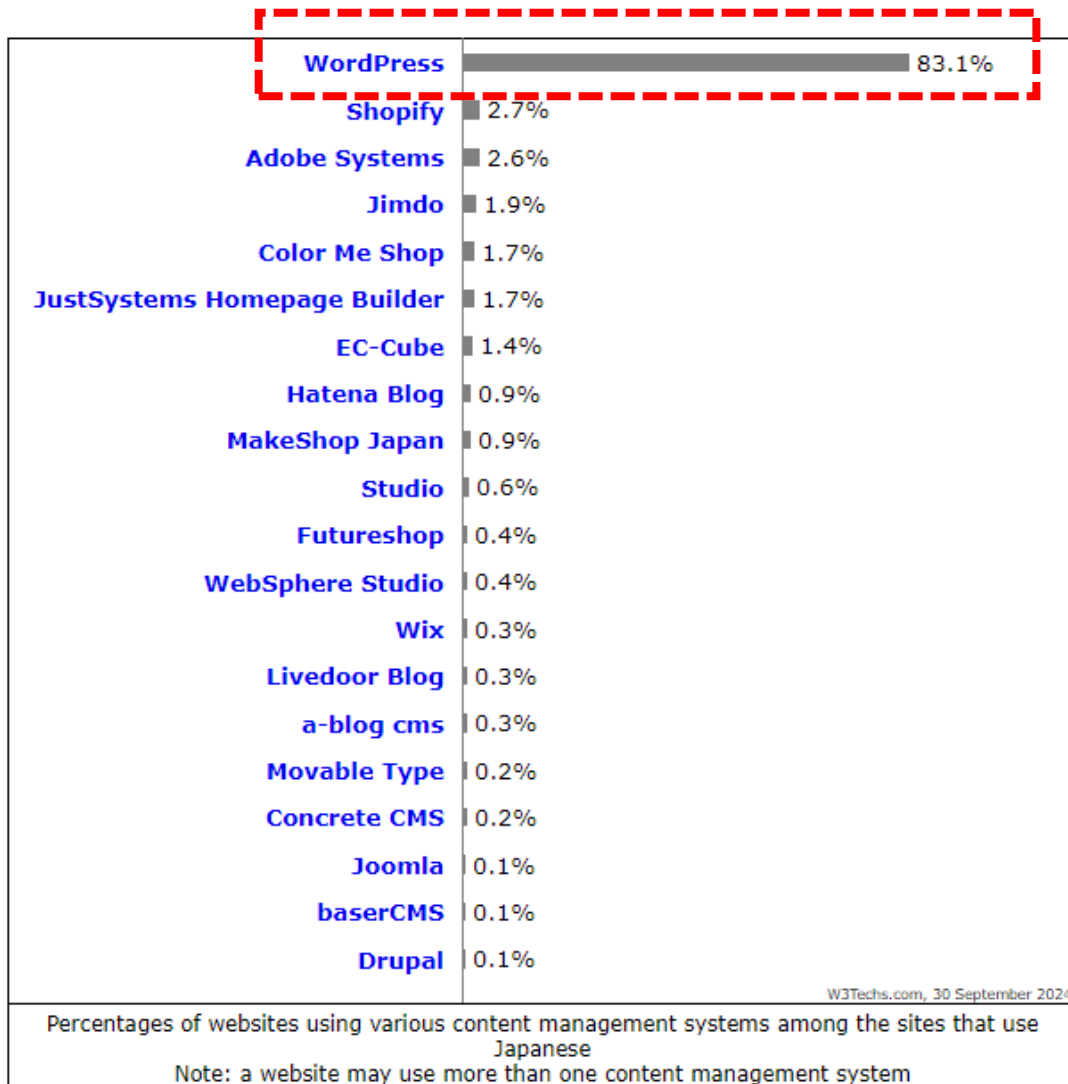 WordPress 83.1%
Shopify 2.7%
Adobe Systems 2.6%
Jimdo 1.9%
Color Me Shop 1.7%
JustSystems Homepage Builder 1.7%
EC-Cube 1.4%
Hatena Blog 0.9%
MakeShop Japan 0.9%
Studio 0.6%
Futureshop 0.4%
WebSphere Studio 0.4%
Wix 0.3%
Livedoor Blog 0.3%
a-blog cms 0.3%
Movable Type 0.2%
Concrete CMS 0.2%
Joomla 0.1%
baserCMS 0.1%
Drupal 0.1%
W3Techs.com, 30 September 2024
Percentages of websites using various content management systems among the sites that use
Japanese
Note: a website may use more than one content management system